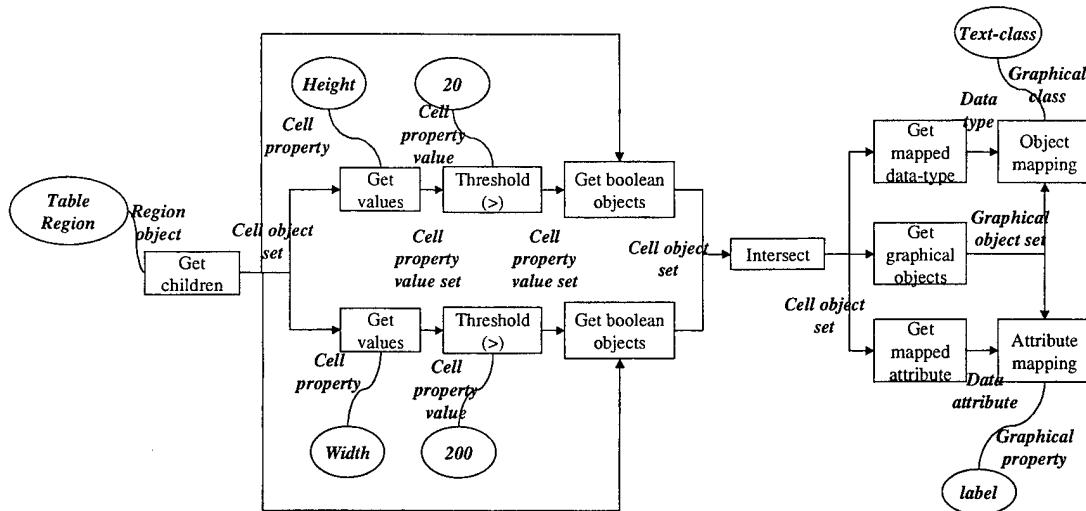 Text-class
Graphical
class
Height
20
Data
type
Cell
property
Cell
property
value
Get
mapped
data-type
Object
mapping
Get
values
Threshold
(>)
Get boolean
objects
Table
Region
Region
object
Cell object
set
Get
children
Cell
property
value set
Cell
property
value set
Cell object
set
Intersect
Get
graphical
objects
Graphical
object set
Cell object
set
Get
values
Threshold
(>)
Get boolean
objects
Get
mapped
attribute
Attribute
mapping
Cell
property
Cell
property
value
Data
attribute
Width
200
Graphical
property
label